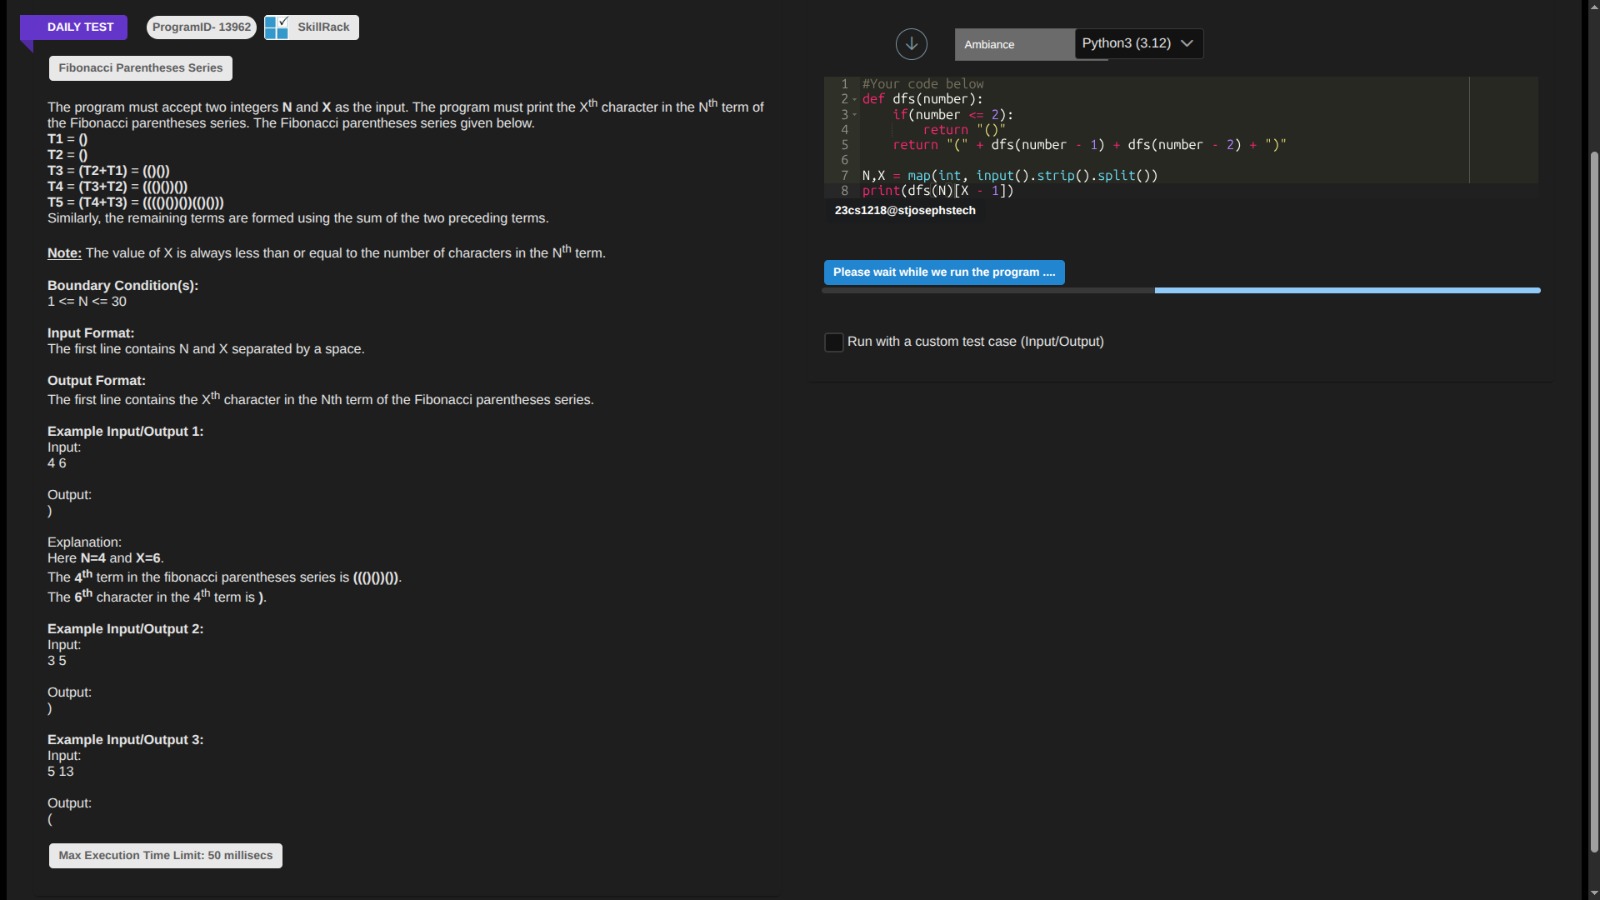 DAILY TEST
ProgramID- 13962
SkillRack
Fibonacci Parentheses Series
The program must accept two integers N and X as the input. The program must print the Xth character in the Nth term of
the Fibonacci parentheses series. The Fibonacci parentheses series given below.
T1 = ()
T2 = ()
T3 = (T2+T1) = (()())
T4 = (T3+T2) = ((()())())
T5 = (T4+T3) = (((()())())(()()))
Similarly, the remaining terms are formed using the sum of the two preceding terms.
Note: The value of X is always less than or equal to the number of characters in the Nth term.
Boundary Condition(s):
1 <= N <= 30
Input Format:
The first line contains N and X separated by a space.
Output Format:
The first line contains the Xth character in the Nth term of the Fibonacci parentheses series.
Example Input/Output 1:
Input:
4 6
Output:
)
Explanation:
Here N=4 and X=6.
The 4th term in the fibonacci parentheses series is ((()())()).
The 6th character in the 4th term is ).
Example Input/Output 2:
Input:
3 5
Output:
)
Example Input/Output 3:
Input:
5 13
Output:
(
Max Execution Time Limit: 50 millisecs
Ambiance
Python3 (3.12)
1 #Your code below
2 def dfs(number):
3     if(number <= 2):
4         return "()"
5     return "(" + dfs(number - 1) + dfs(number - 2) + ")"
6
7 N,X = map(int, input().strip().split())
8 print(dfs(N)[X - 1])
23cs1218@stjosephstech
Please wait while we run the program ....
Run with a custom test case (Input/Output)